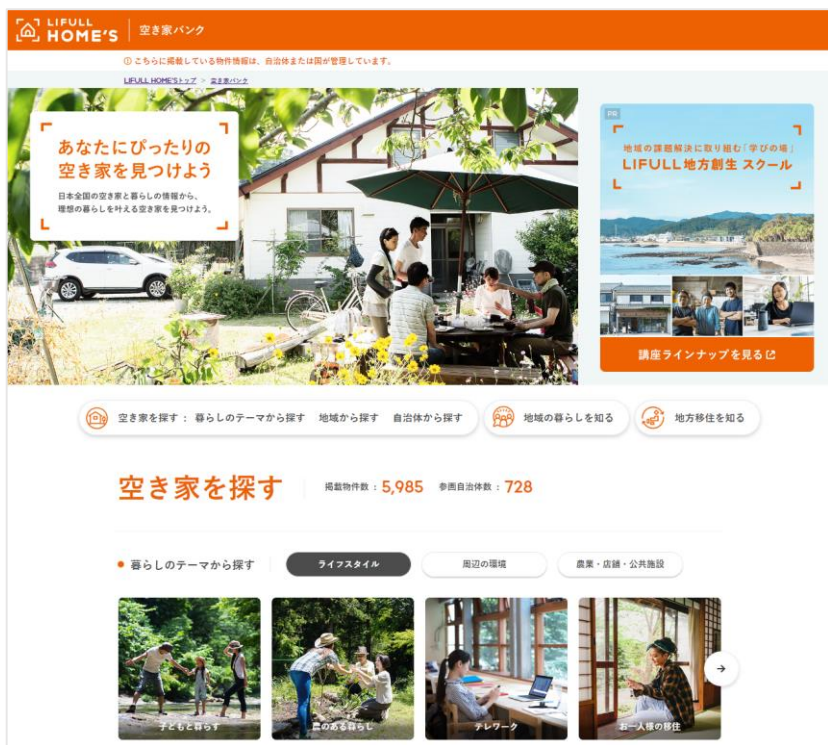 LIFULL
HOME'S
空き家バンク
こちらに掲載している物件情報は、自治体または国が管理しています。
LIFULL HOME'Sトップ > 空き家バンク
あなたにぴったりの
空き家を見つけよう
日本全国の空き家と暮らしの情報から、
理想の暮らしを叶える空き家を見つけよう。
PR
地域の課題解決に取り組む「学びの場」
LIFULL地方創生 スクール
講座ラインナップを見る
空き家を探す : 暮らしのテーマから探す 地域から探す 自治体から探す
地域の暮らしを知る
地方移住を知る
空き家を探す
掲載物件数 : 5,985 参画自治体数 : 728
暮らしのテーマから探す
ライフスタイル
周辺の環境
農業・店舗・公共施設
子どもと暮らす
農のある暮らし
テレワーク
お一人様の移住